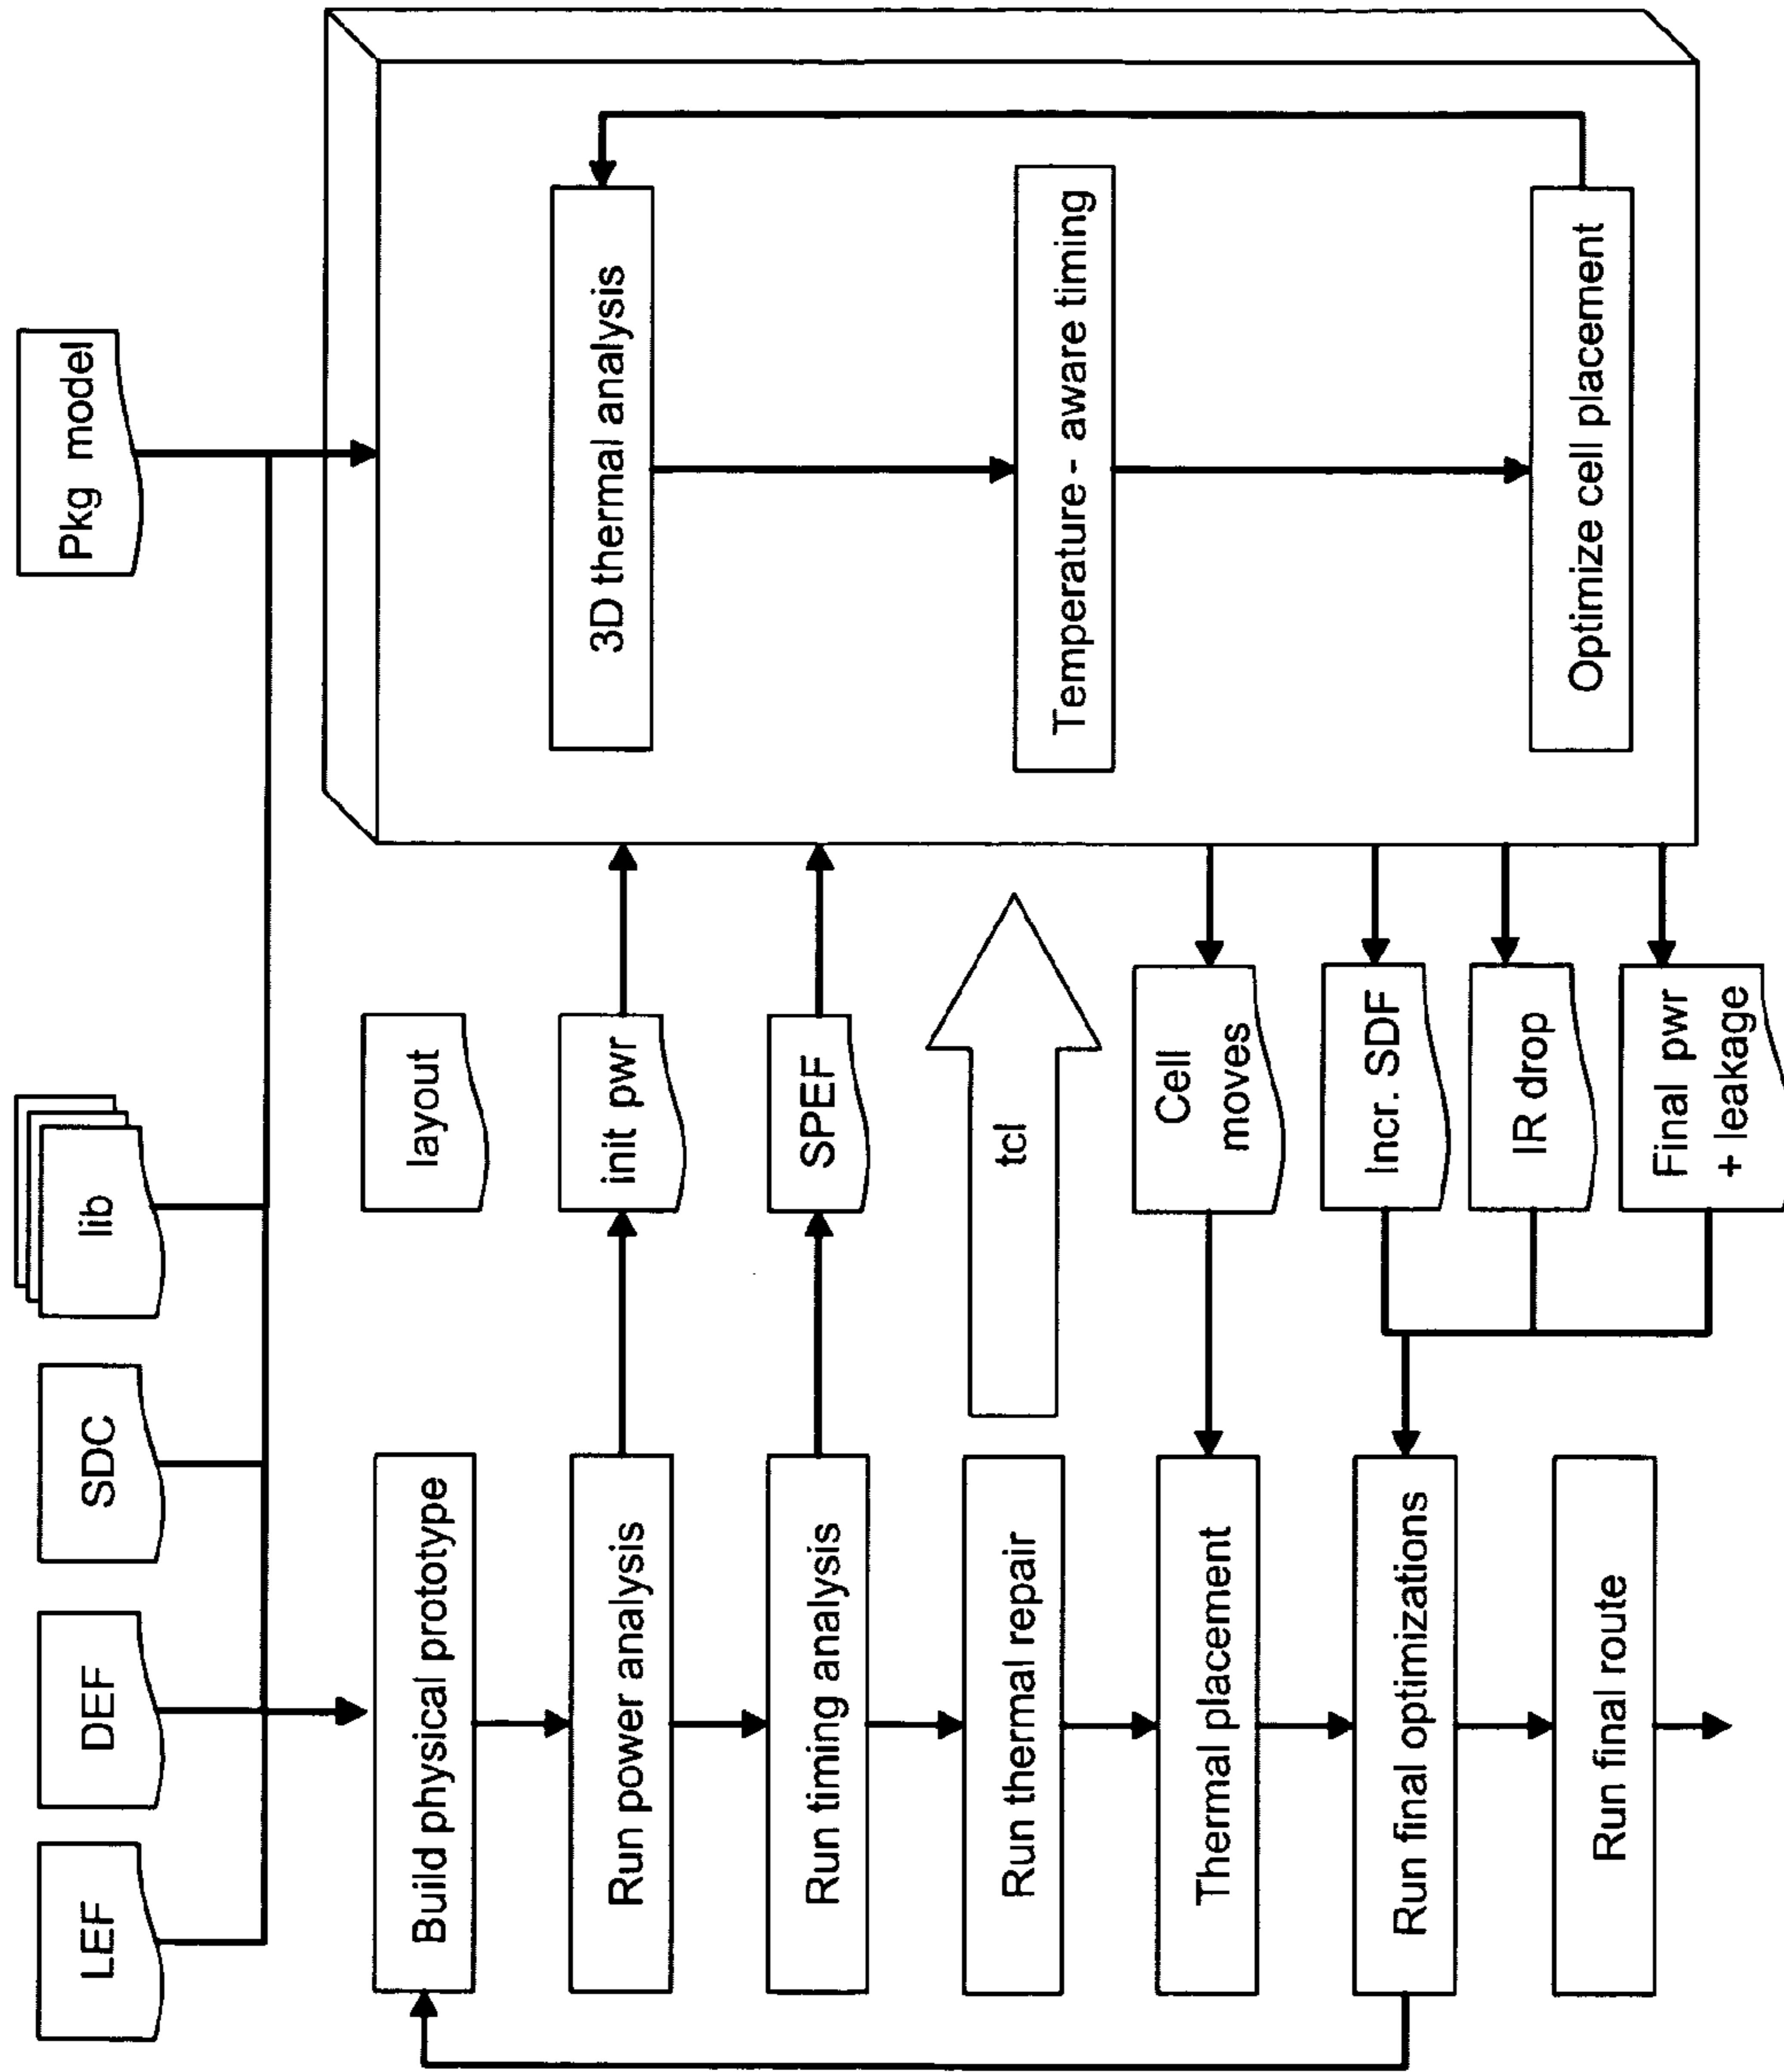 LEF
DEF
SDC
lib
Pkg model
Build physical prototype
Run power analysis
Run timing analysis
Run thermal repair
Thermal placement
Run final optimizations
Run final route
layout
init pwr
SPEF
tcl
Cell
moves
Incr. SDF
IR drop
Final pwr
+ leakage
3D thermal analysis
Temperature - aware timing
Optimize cell placement